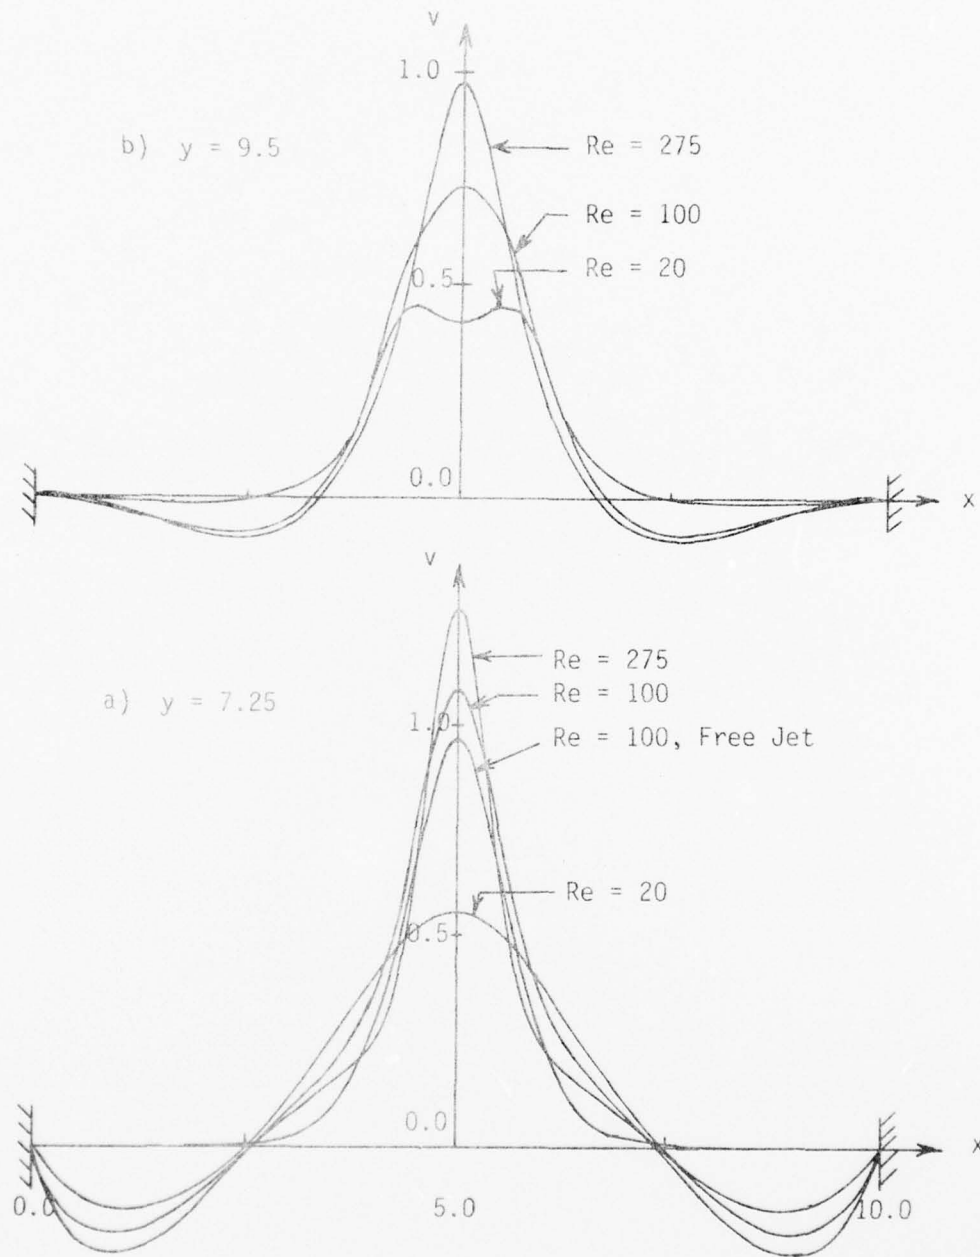 v
1.0
b) y = 9.5
Re = 275
Re = 100
Re = 20
0.5
0.0
x
v
a) y = 7.25
Re = 275
Re = 100
1.0
Re = 100, Free Jet
Re = 20
0.5
0.0
x
0.0
5.0
10.0